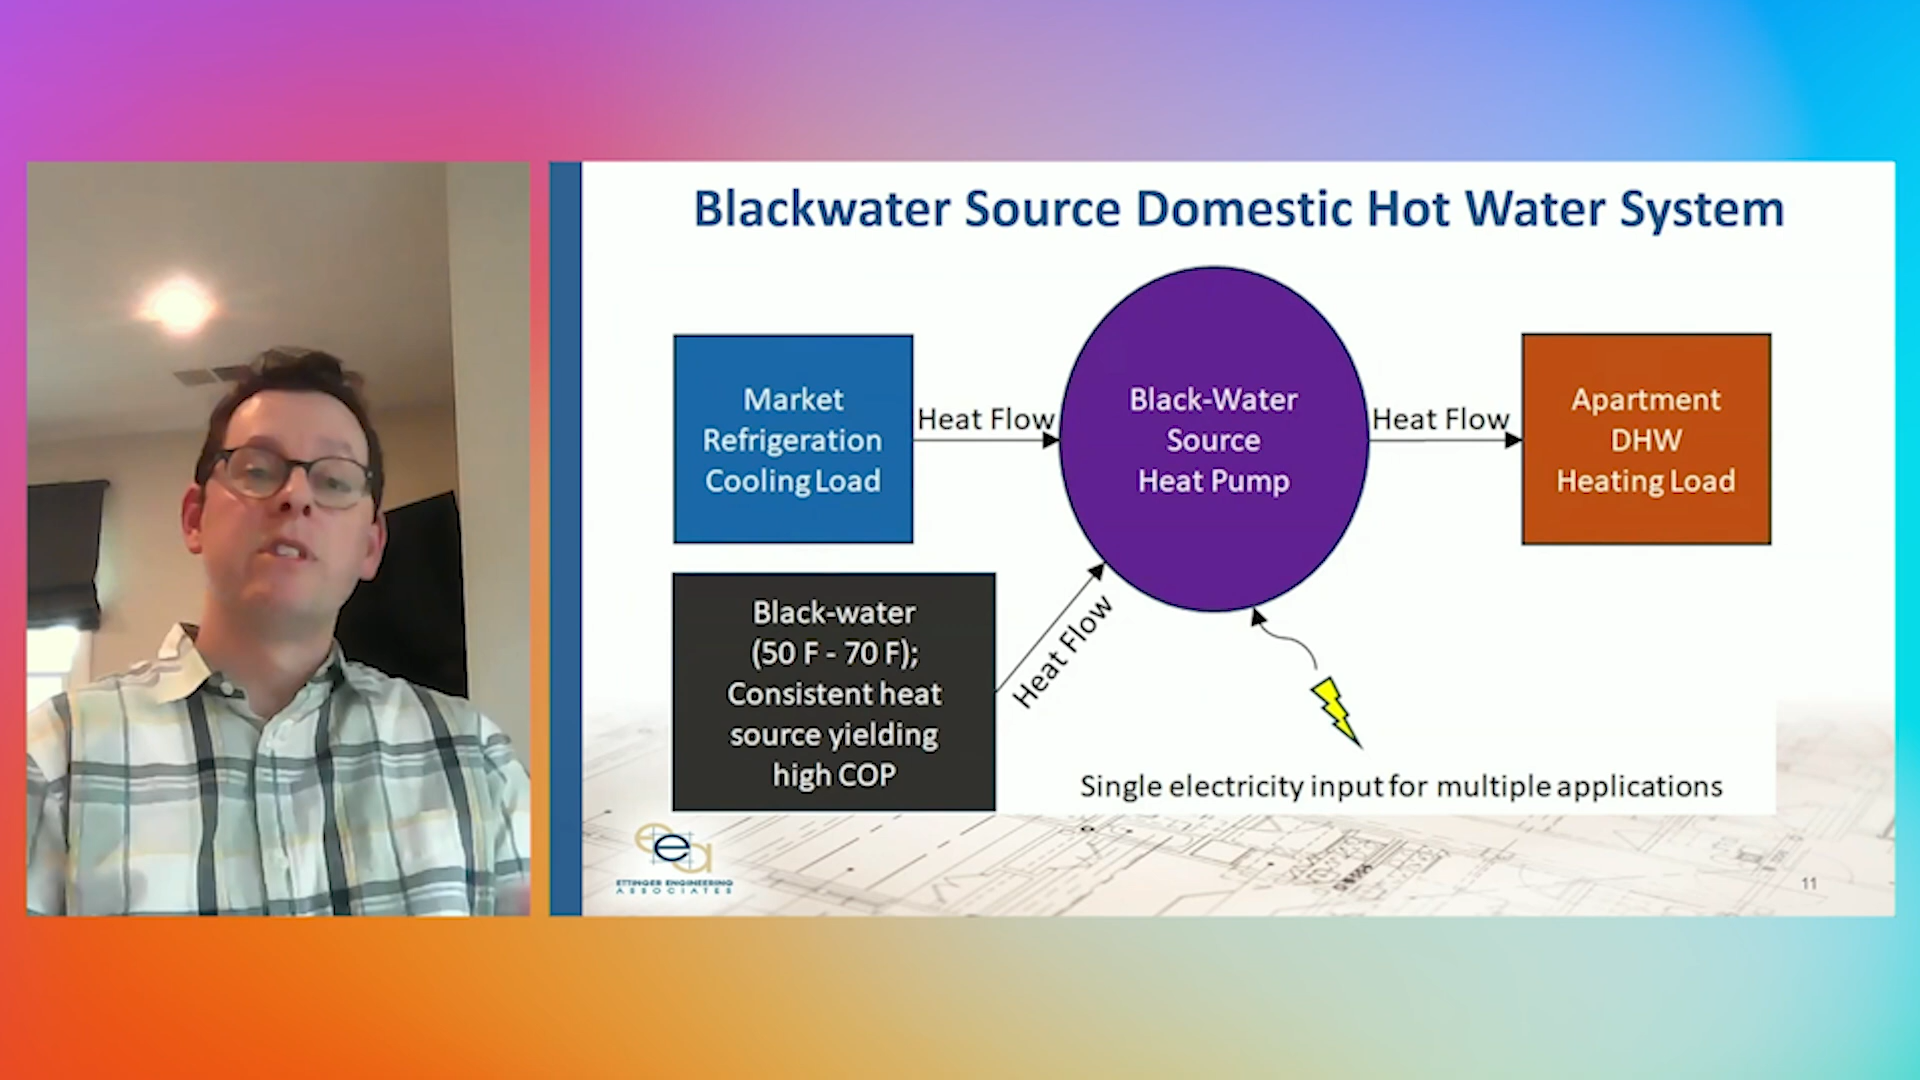 Blackwater Source Domestic Hot Water System
Market
Refrigeration
Cooling Load
Heat Flow
Black-Water
Source
Heat Pump
Heat Flow
Apartment
DHW
Heating Load
Black-water
(50 F - 70 F);
Consistent heat
source yielding
high COP
Heat Flow
Single electricity input for multiple applications
eea
ETTINGER ENGINEERING
ASSOCIATES
11